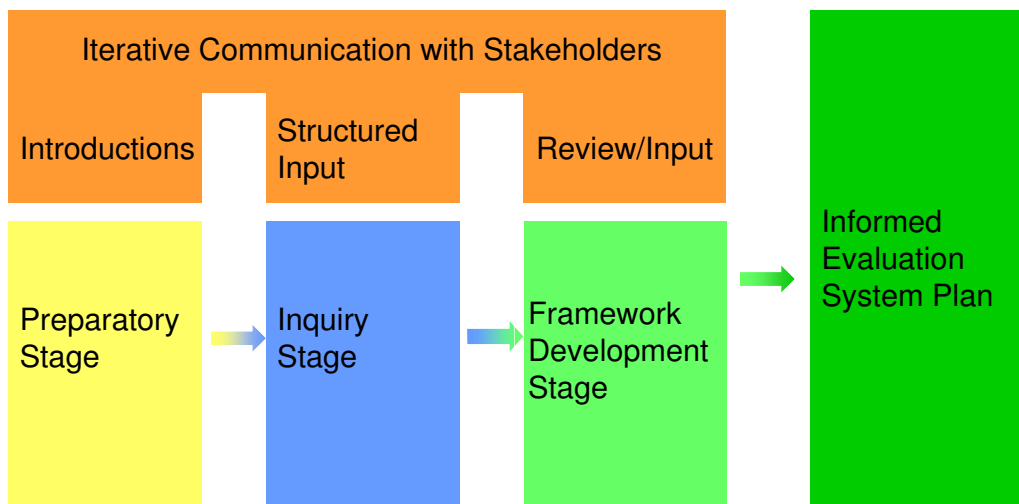 Iterative Communication with Stakeholders
Introductions
Structured
Input
Review/Input
Preparatory
Stage
Inquiry
Stage
Framework
Development
Stage
Informed
Evaluation
System Plan